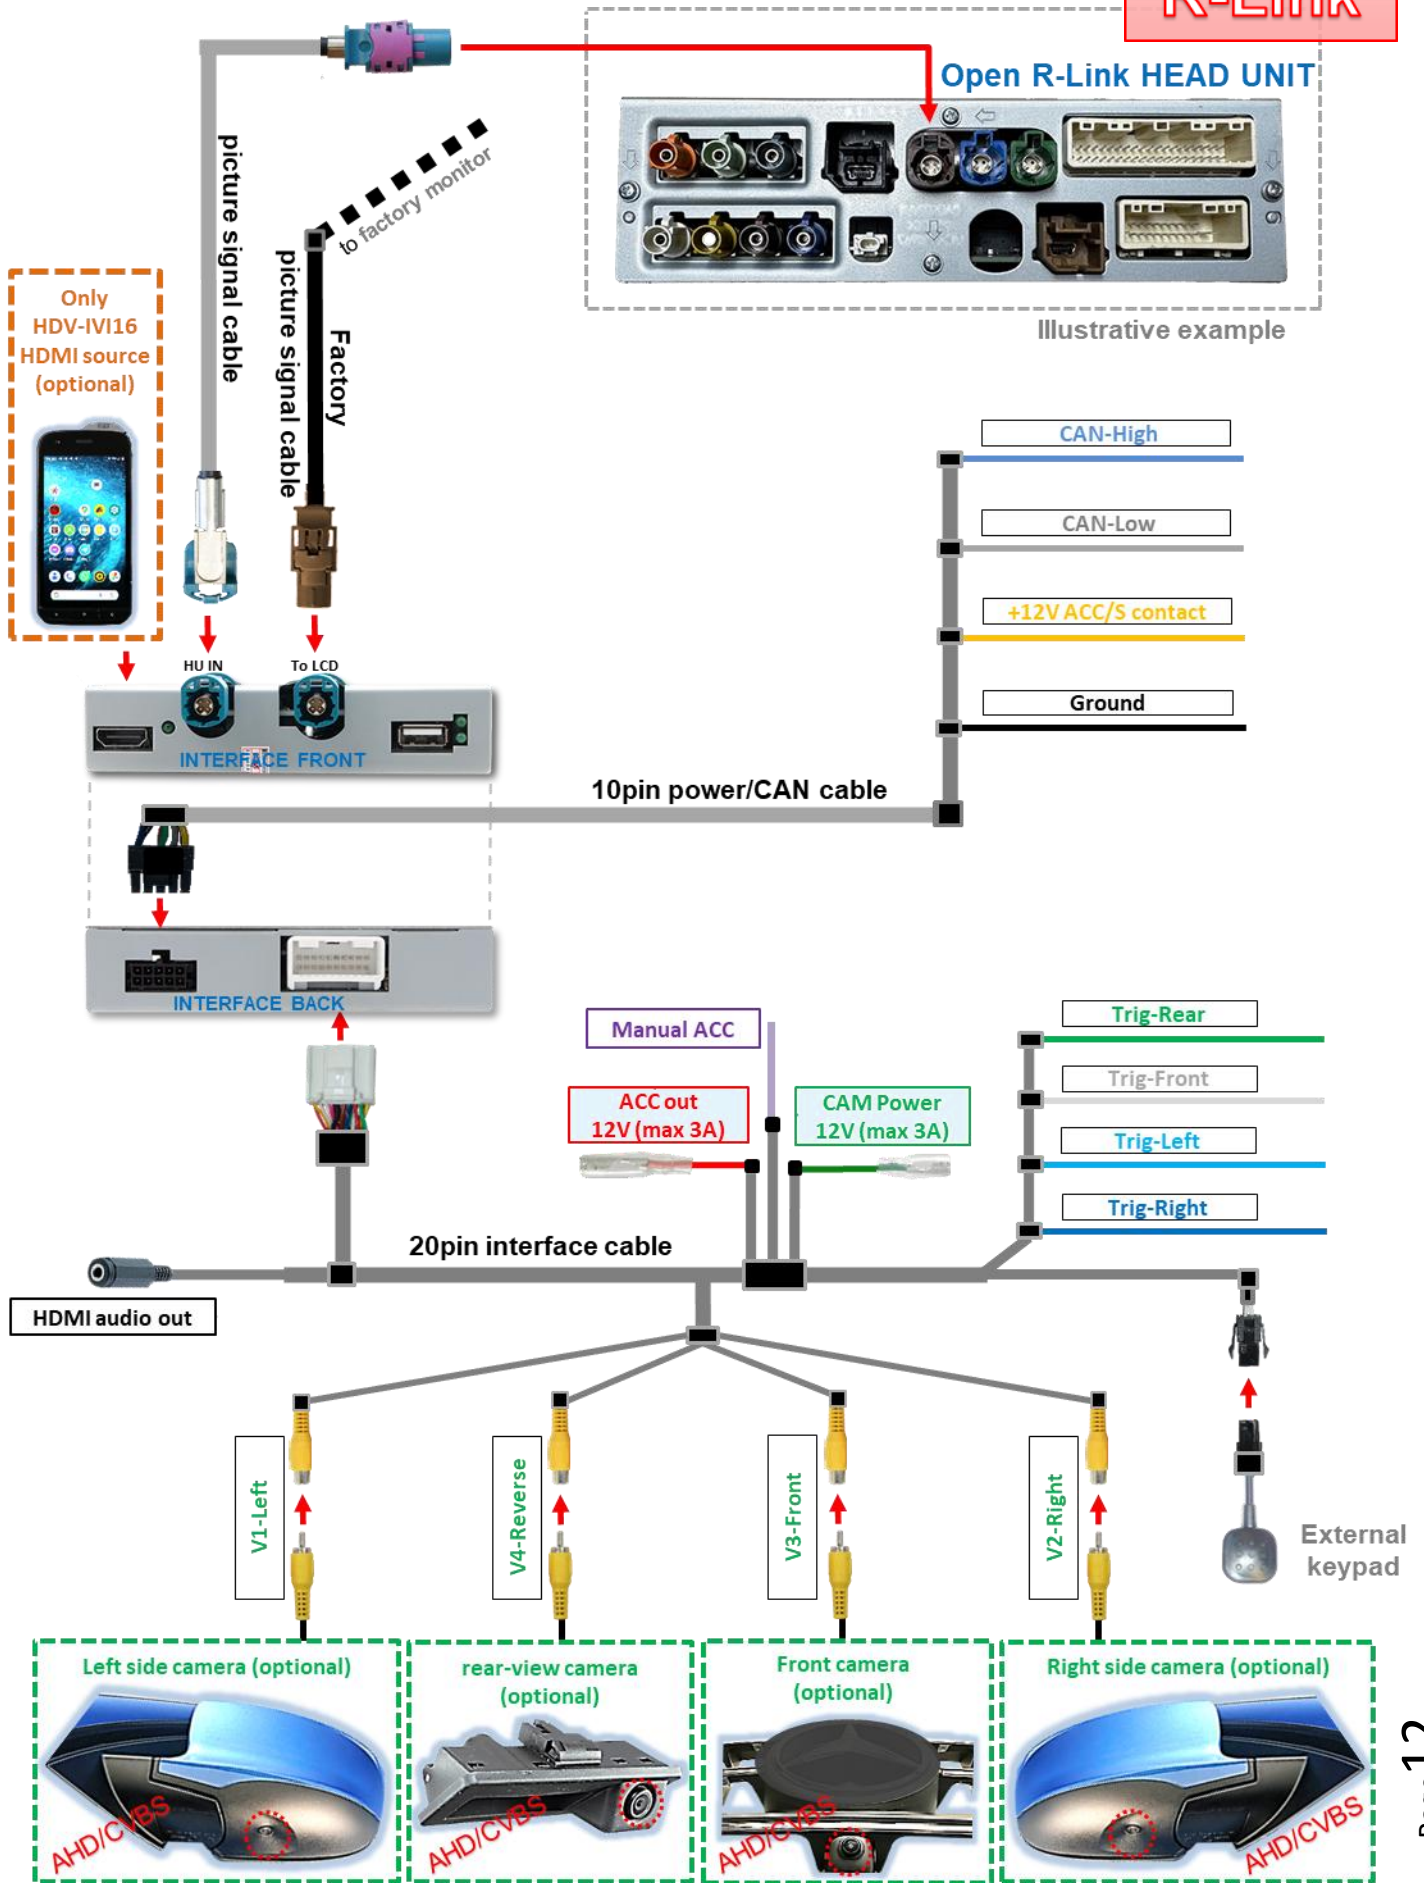 R-Link
Open R-Link HEAD UNIT
Illustrative example
picture signal cable
to factory monitor
Factory
picture signal cable
Only
HDV-IVI16
HDMI source
(optional)
HU IN
To LCD
INTERFACE FRONT
CAN-High
CAN-Low
+12V ACC/S contact
Ground
10pin power/CAN cable
INTERFACE BACK
Manual ACC
ACC out
12V (max 3A)
CAM Power
12V (max 3A)
Trig-Rear
Trig-Front
Trig-Left
Trig-Right
20pin interface cable
HDMI audio out
V1-Left
V4-Reverse
V3-Front
V2-Right
External
keypad
Left side camera (optional)
AHD/CVBS
rear-view camera
(optional)
AHD/CVBS
Front camera
(optional)
AHD/CVBS
Right side camera (optional)
AHD/CVBS
12